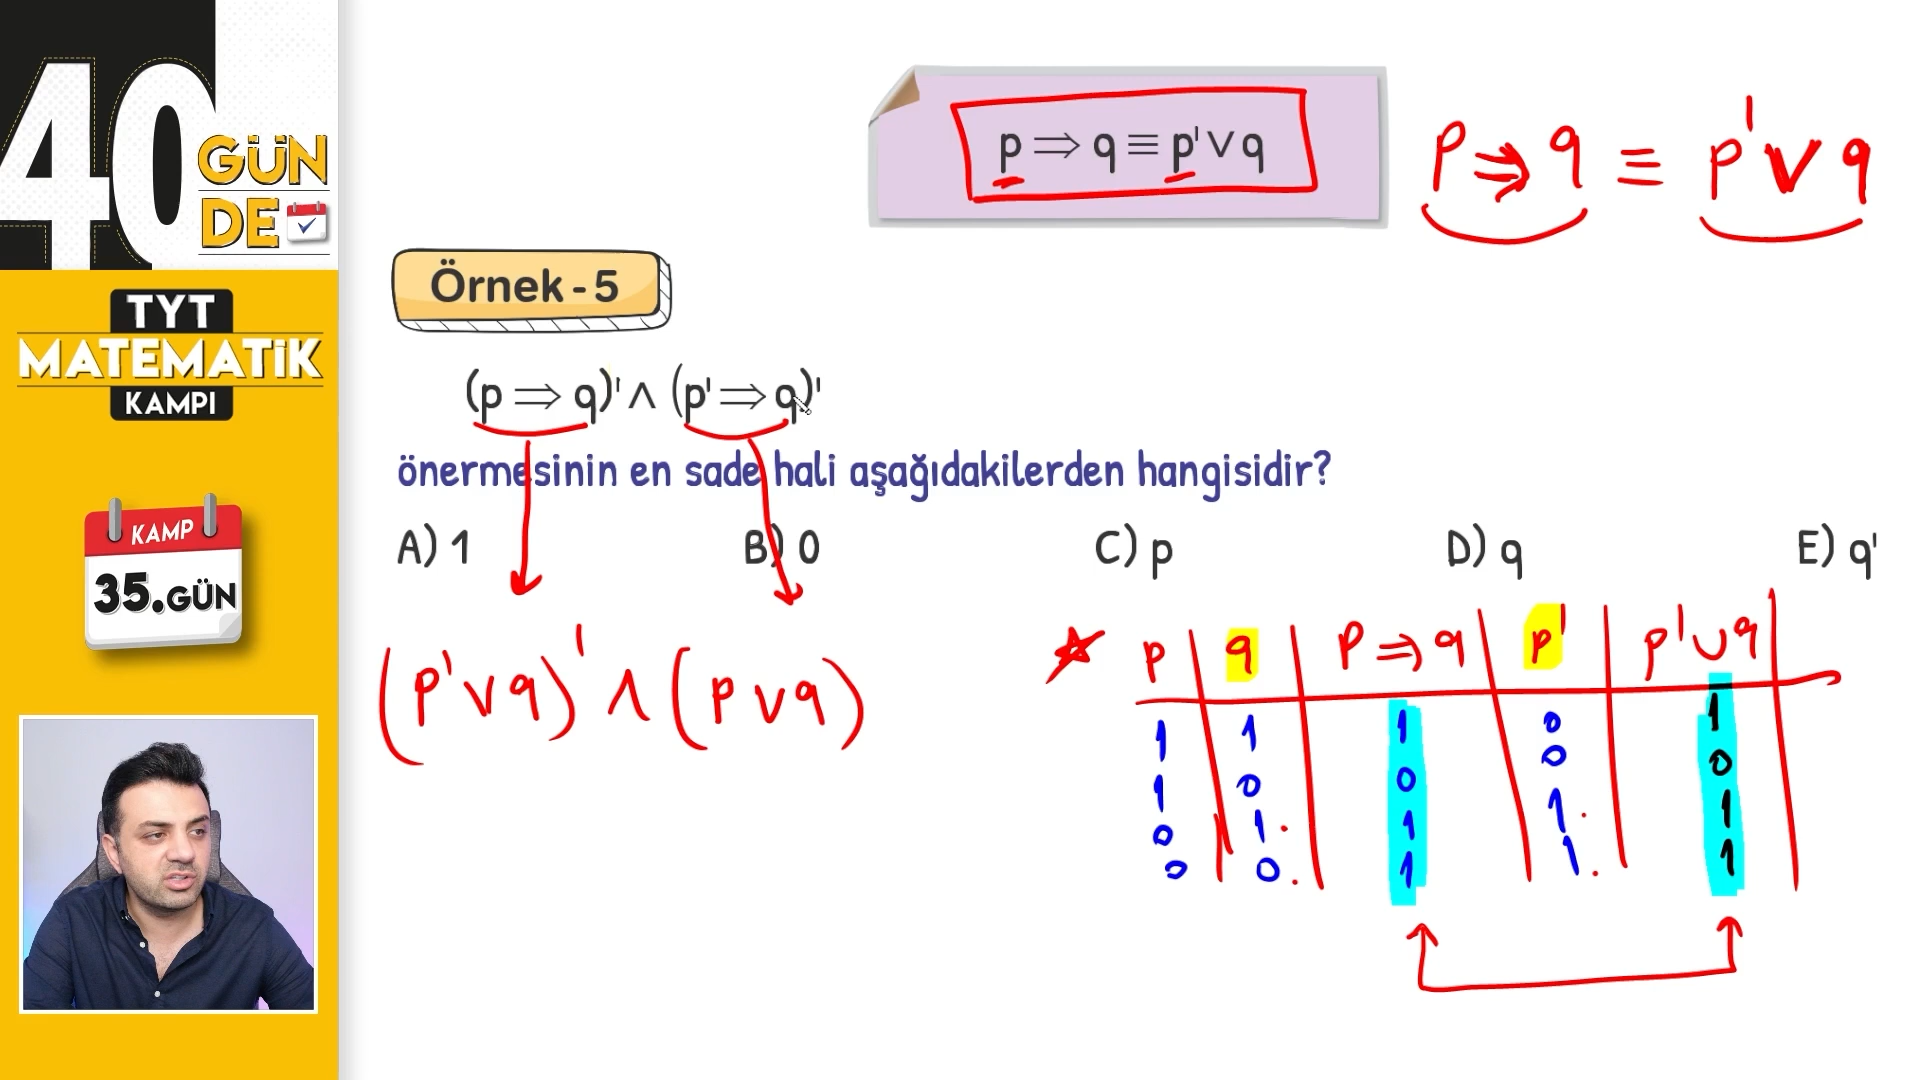 40
GÜN
DE
TYT
MATEMATİK
KAMPI
KAMP
35.GÜN
p ⇒ q ≡ p' ∨ q
p ⇒ q ≡ p' ∨ q
Örnek - 5
(p ⇒ q)' ∧ (p' ⇒ q)'
önermesinin en sade hali aşağıdakilerden hangisidir?
A) 1 B) 0 C) p D) q E) q'
(p' ∨ q)' ∧ (p ∨ q)
p q p ⇒ q p' p' ∪ q
1 1 1 0 1
1 0 0 0 0
0 1 1 1 1
0 0 1 1 1